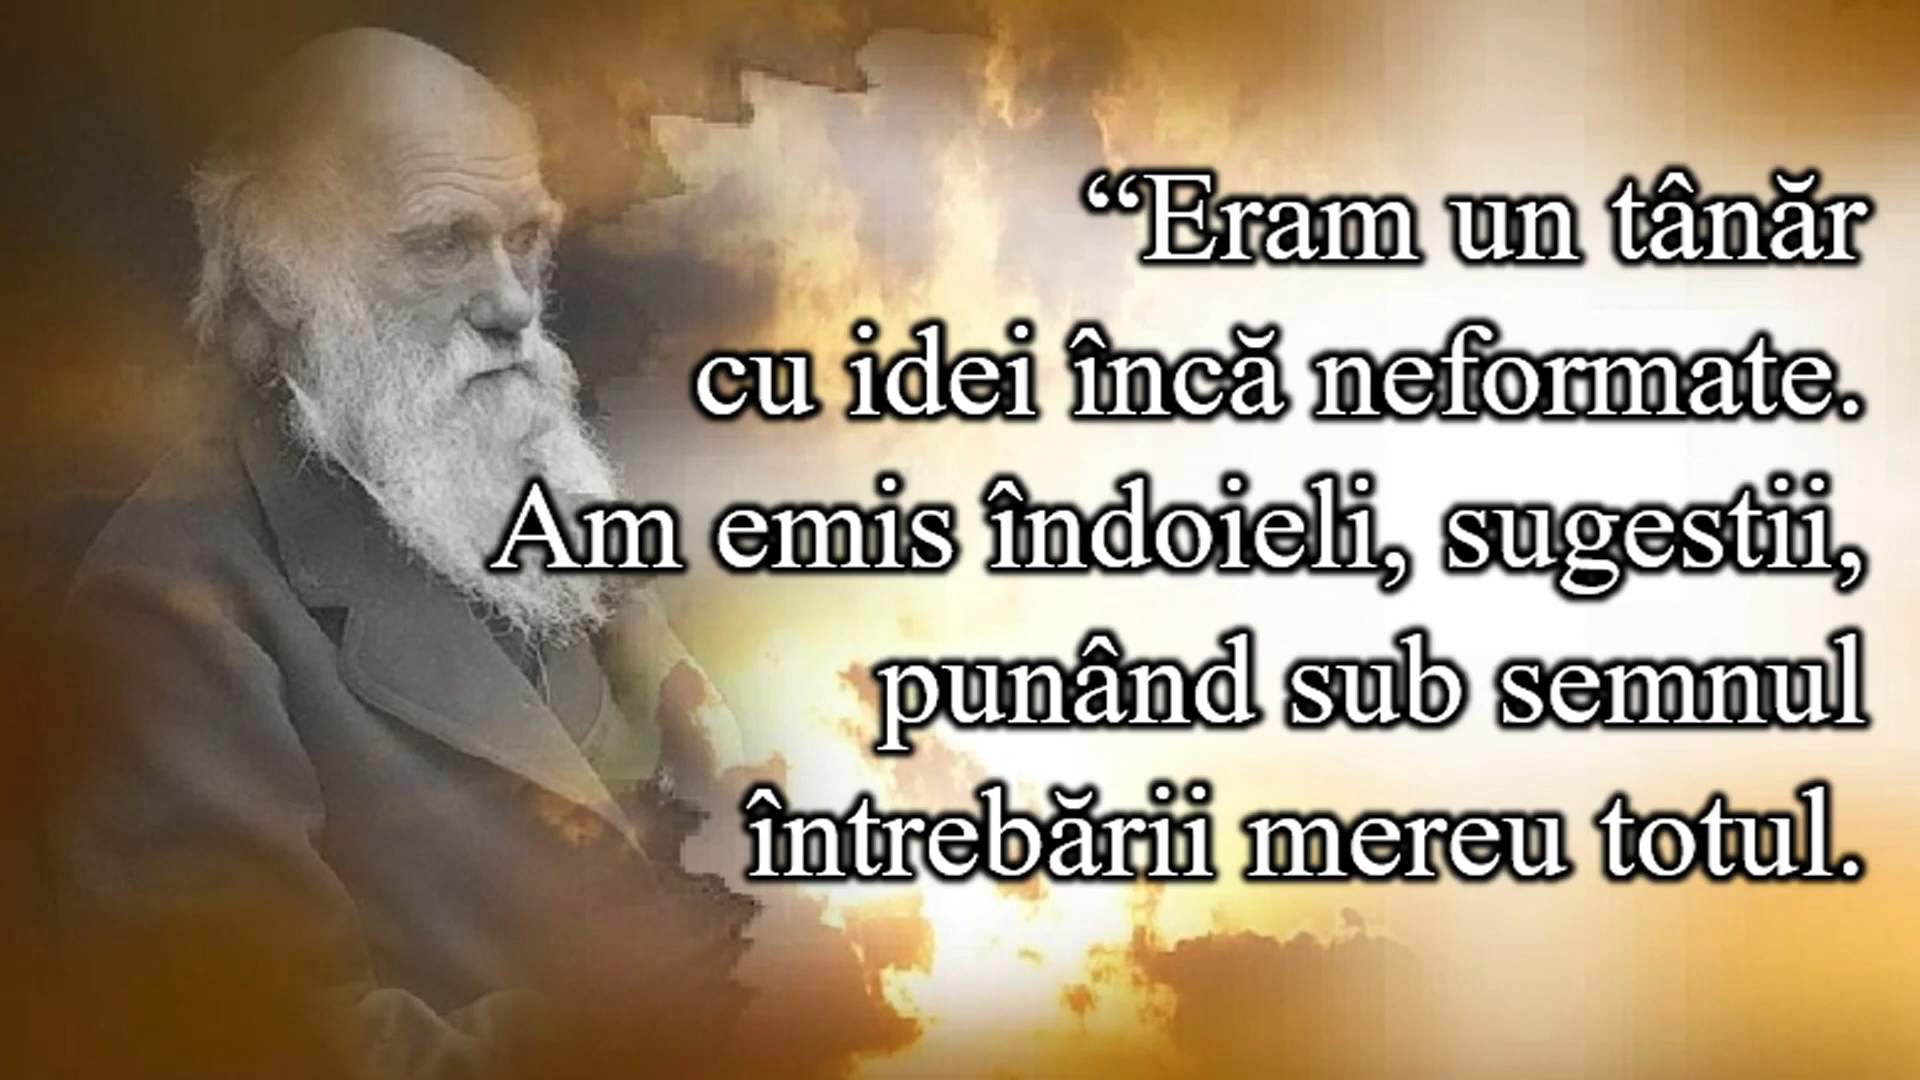 “Eram un tânăr
cu idei încă neformate.
Am emis îndoieli, sugestii,
punând sub semnul
întrebării mereu totul.